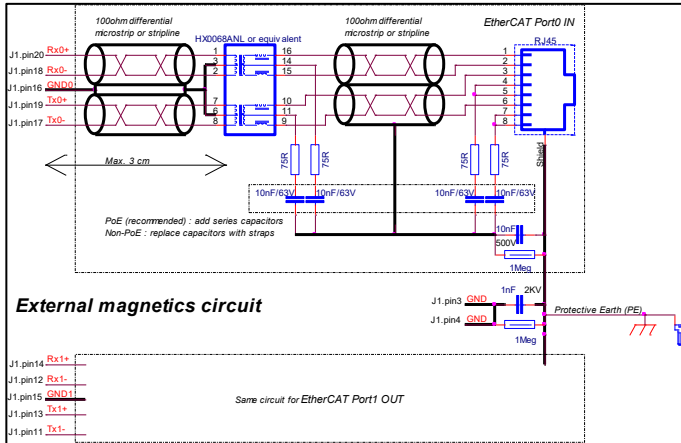 100ohm differential
microstrip or stripline
HX0068ANL or equivalent
100ohm differential
microstrip or stripline
EtherCAT Port0 IN
RJ45
J1.pin20 Rx0+
J1.pin18 Rx0-
J1.pin16 GND0
J1.pin19 Tx0+
J1.pin17 Tx0-
1 16
3 14
2 15
7 10
6 11
8 9
1
2
3
4
5
6
7
8
Shield
75R
75R
75R
75R
Max. 3 cm
10nF/63V
10nF/63V
10nF/63V
10nF/63V
PoE (recommended) : add series capacitors
Non-PoE : replace capacitors with straps
10nF
500V
1Meg
External magnetics circuit
J1.pin3 GND
J1.pin4 GND
1nF 2KV
1Meg
Protective Earth (PE)
J1.pin14 Rx1+
J1.pin12 Rx1-
J1.pin15 GND1
J1.pin13 Tx1+
J1.pin11 Tx1-
Same circuit for EtherCAT Port1 OUT